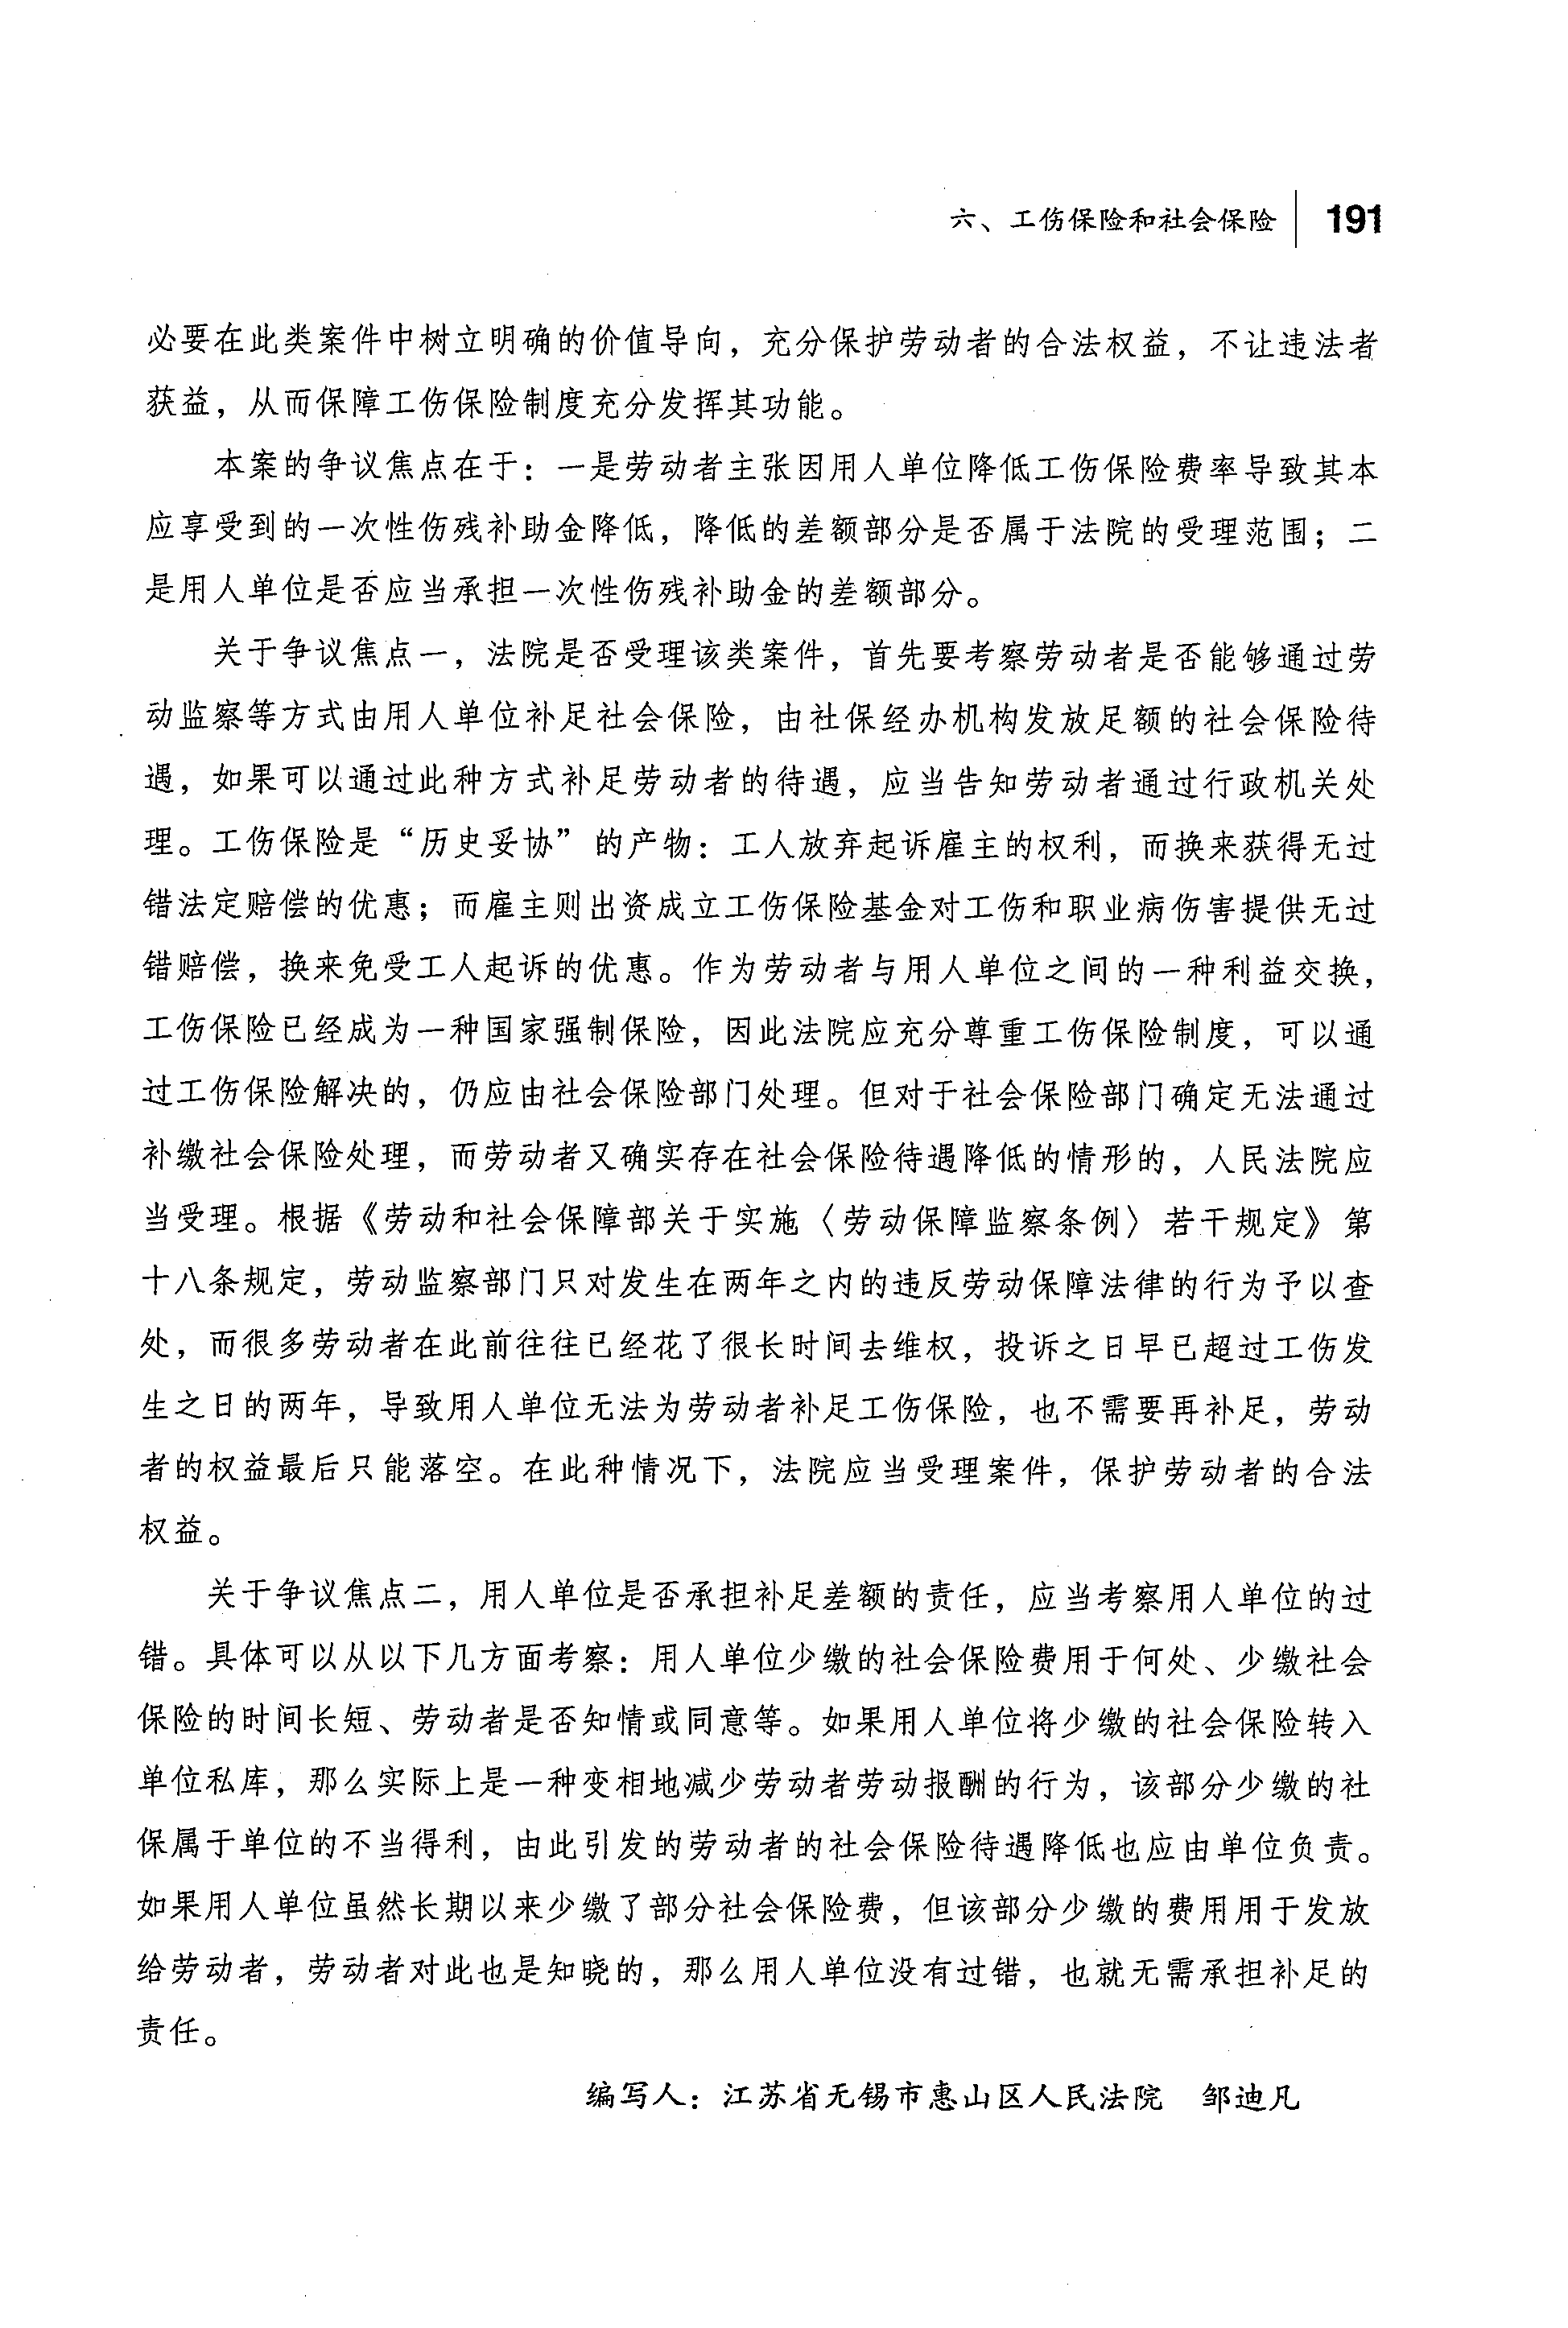 六、工伤保险和社会保险 191
必要在此类案件中树立明确的价值导向，充分保护劳动者的合法权益，不让违法者
获益，从而保障工伤保险制度充分发挥其功能。
本案的争议焦点在于：一是劳动者主张因用人单位降低工伤保险费率导致其本
应享受到的一次性伤残补助金降低，降低的差额部分是否属于法院的受理范围；二
是用人单位是否应当承担一次性伤残补助金的差额部分。
关于争议焦点一，法院是否受理该类案件，首先要考察劳动者是否能够通过劳
动监察等方式由用人单位补足社会保险，由社保经办机构发放足额的社会保险待
遇，如果可以通过此种方式补足劳动者的待遇，应当告知劳动者通过行政机关处
理。工伤保险是“历史妥协”的产物：工人放弃起诉雇主的权利，而换来获得无过
错法定赔偿的优惠；而雇主则出资成立工伤保险基金对工伤和职业病伤害提供无过
错赔偿，换来免受工人起诉的优惠。作为劳动者与用人单位之间的一种利益交换，
工伤保险已经成为一种国家强制保险，因此法院应充分尊重工伤保险制度，可以通
过工伤保险解决的，仍应由社会保险部门处理。但对于社会保险部门确定无法通过
补缴社会保险处理，而劳动者又确实存在社会保险待遇降低的情形的，人民法院应
当受理。根据《劳动和社会保障部关于实施〈劳动保障监察条例〉若干规定》第
十八条规定，劳动监察部门只对发生在两年之内的违反劳动保障法律的行为予以查
处，而很多劳动者在此前往往已经花了很长时间去维权，投诉之日早已超过工伤发
生之日的两年，导致用人单位无法为劳动者补足工伤保险，也不需要再补足，劳动
者的权益最后只能落空。在此种情况下，法院应当受理案件，保护劳动者的合法
权益。
关于争议焦点二，用人单位是否承担补足差额的责任，应当考察用人单位的过
错。具体可以从以下几方面考察：用人单位少缴的社会保险费用于何处、少缴社会
保险的时间长短、劳动者是否知情或同意等。如果用人单位将少缴的社会保险转入
单位私库，那么实际上是一种变相地减少劳动者劳动报酬的行为，该部分少缴的社
保属于单位的不当得利，由此引发的劳动者的社会保险待遇降低也应由单位负责。
如果用人单位虽然长期以来少缴了部分社会保险费，但该部分少缴的费用用于发放
给劳动者，劳动者对此也是知晓的，那么用人单位没有过错，也就无需承担补足的
责任。
编写人：江苏省无锡市惠山区人民法院 邹迪凡